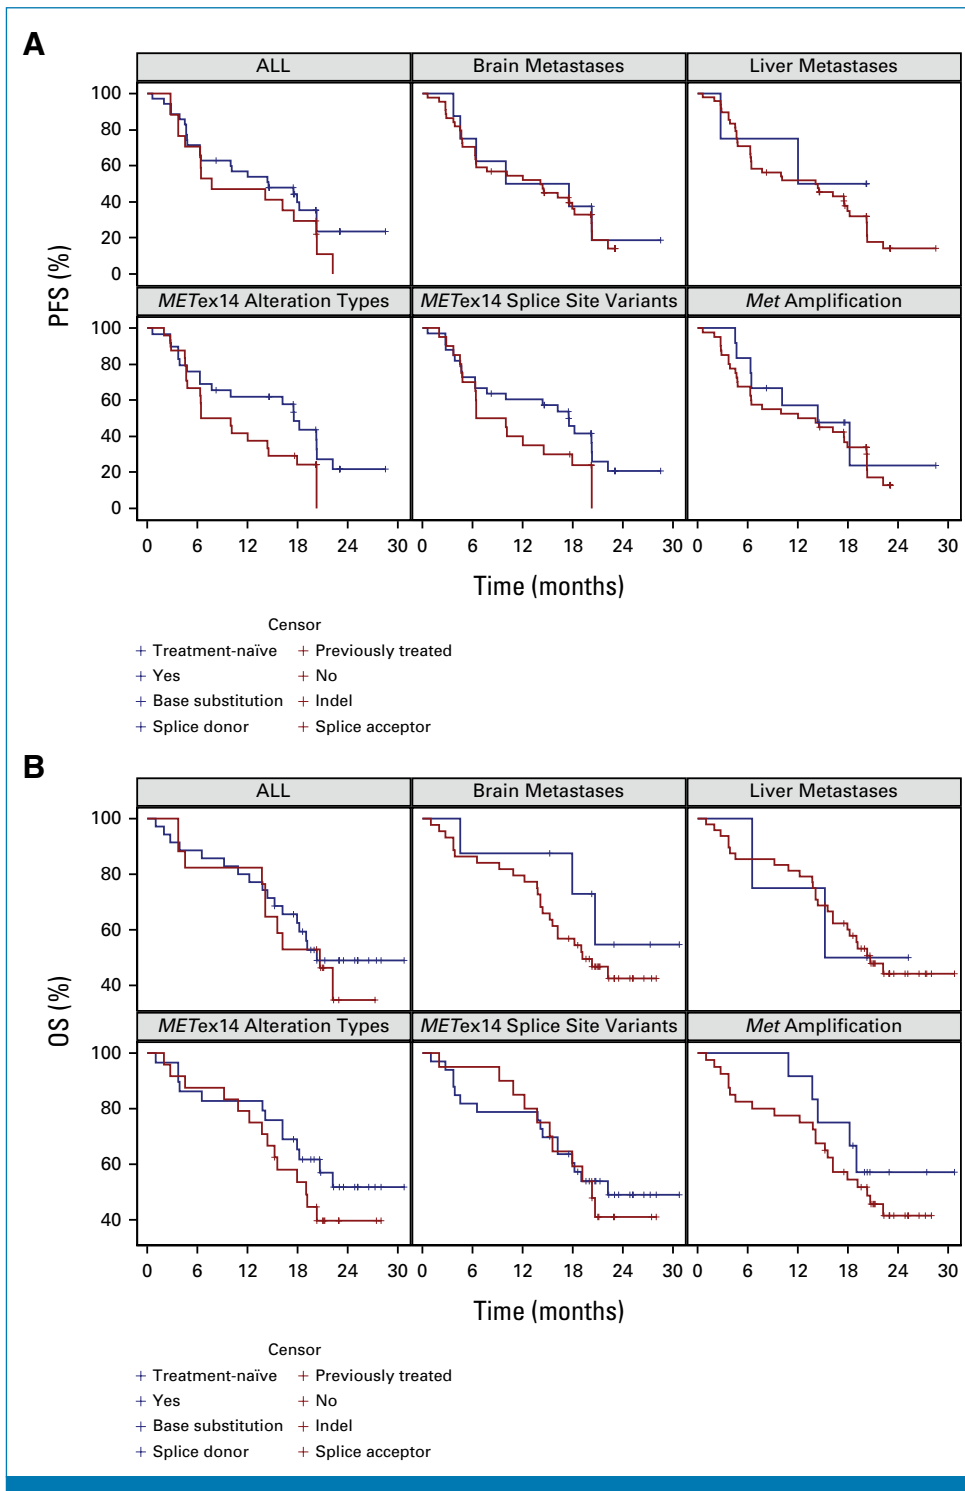 A
ALL Brain Metastases Liver Metastases
100
80
60
40
20
0
METex14 Alteration Types METex14 Splice Site Variants Met Amplification
100
80
60
40
20
0
PFS (%)
0 6 12 18 24 30 0 6 12 18 24 30 0 6 12 18 24 30
Time (months)
Censor
Treatment-naïve Previously treated
Yes No
Base substitution Indel
Splice donor Splice acceptor
B
ALL Brain Metastases Liver Metastases
100
80
60
40
METex14 Alteration Types METex14 Splice Site Variants Met Amplification
100
80
60
40
OS (%)
0 6 12 18 24 30 0 6 12 18 24 30 0 6 12 18 24 30
Time (months)
Censor
Treatment-naïve Previously treated
Yes No
Base substitution Indel
Splice donor Splice acceptor